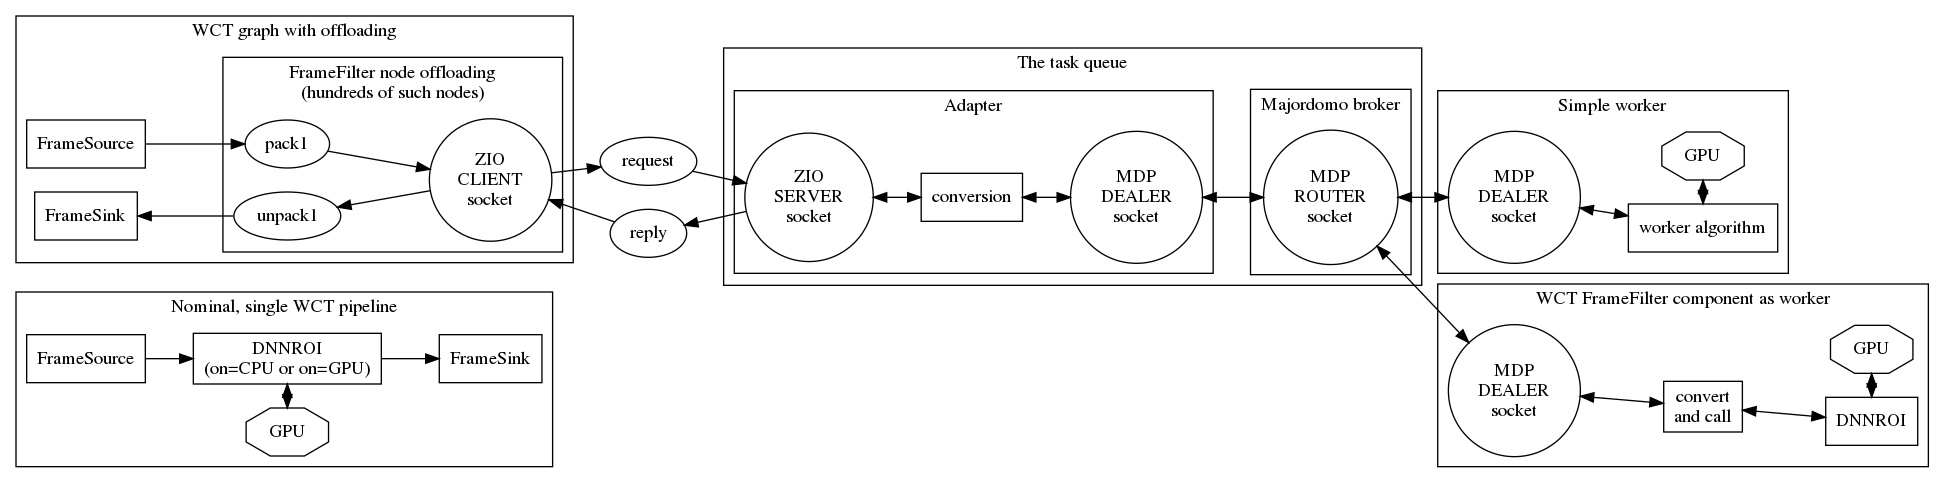 WCT graph with offloading
FrameFilter node offloading
(hundreds of such nodes)
FrameSource
pack1
ZIO
CLIENT
socket
FrameSink
unpack1
request
reply
The task queue
Adapter
ZIO
SERVER
socket
conversion
MDP
DEALER
socket
Majordomo broker
MDP
ROUTER
socket
Simple worker
MDP
DEALER
socket
GPU
worker algorithm
Nominal, single WCT pipeline
FrameSource
DNNROI
(on=CPU or on=GPU)
FrameSink
GPU
WCT FrameFilter component as worker
MDP
DEALER
socket
convert
and call
GPU
DNNROI